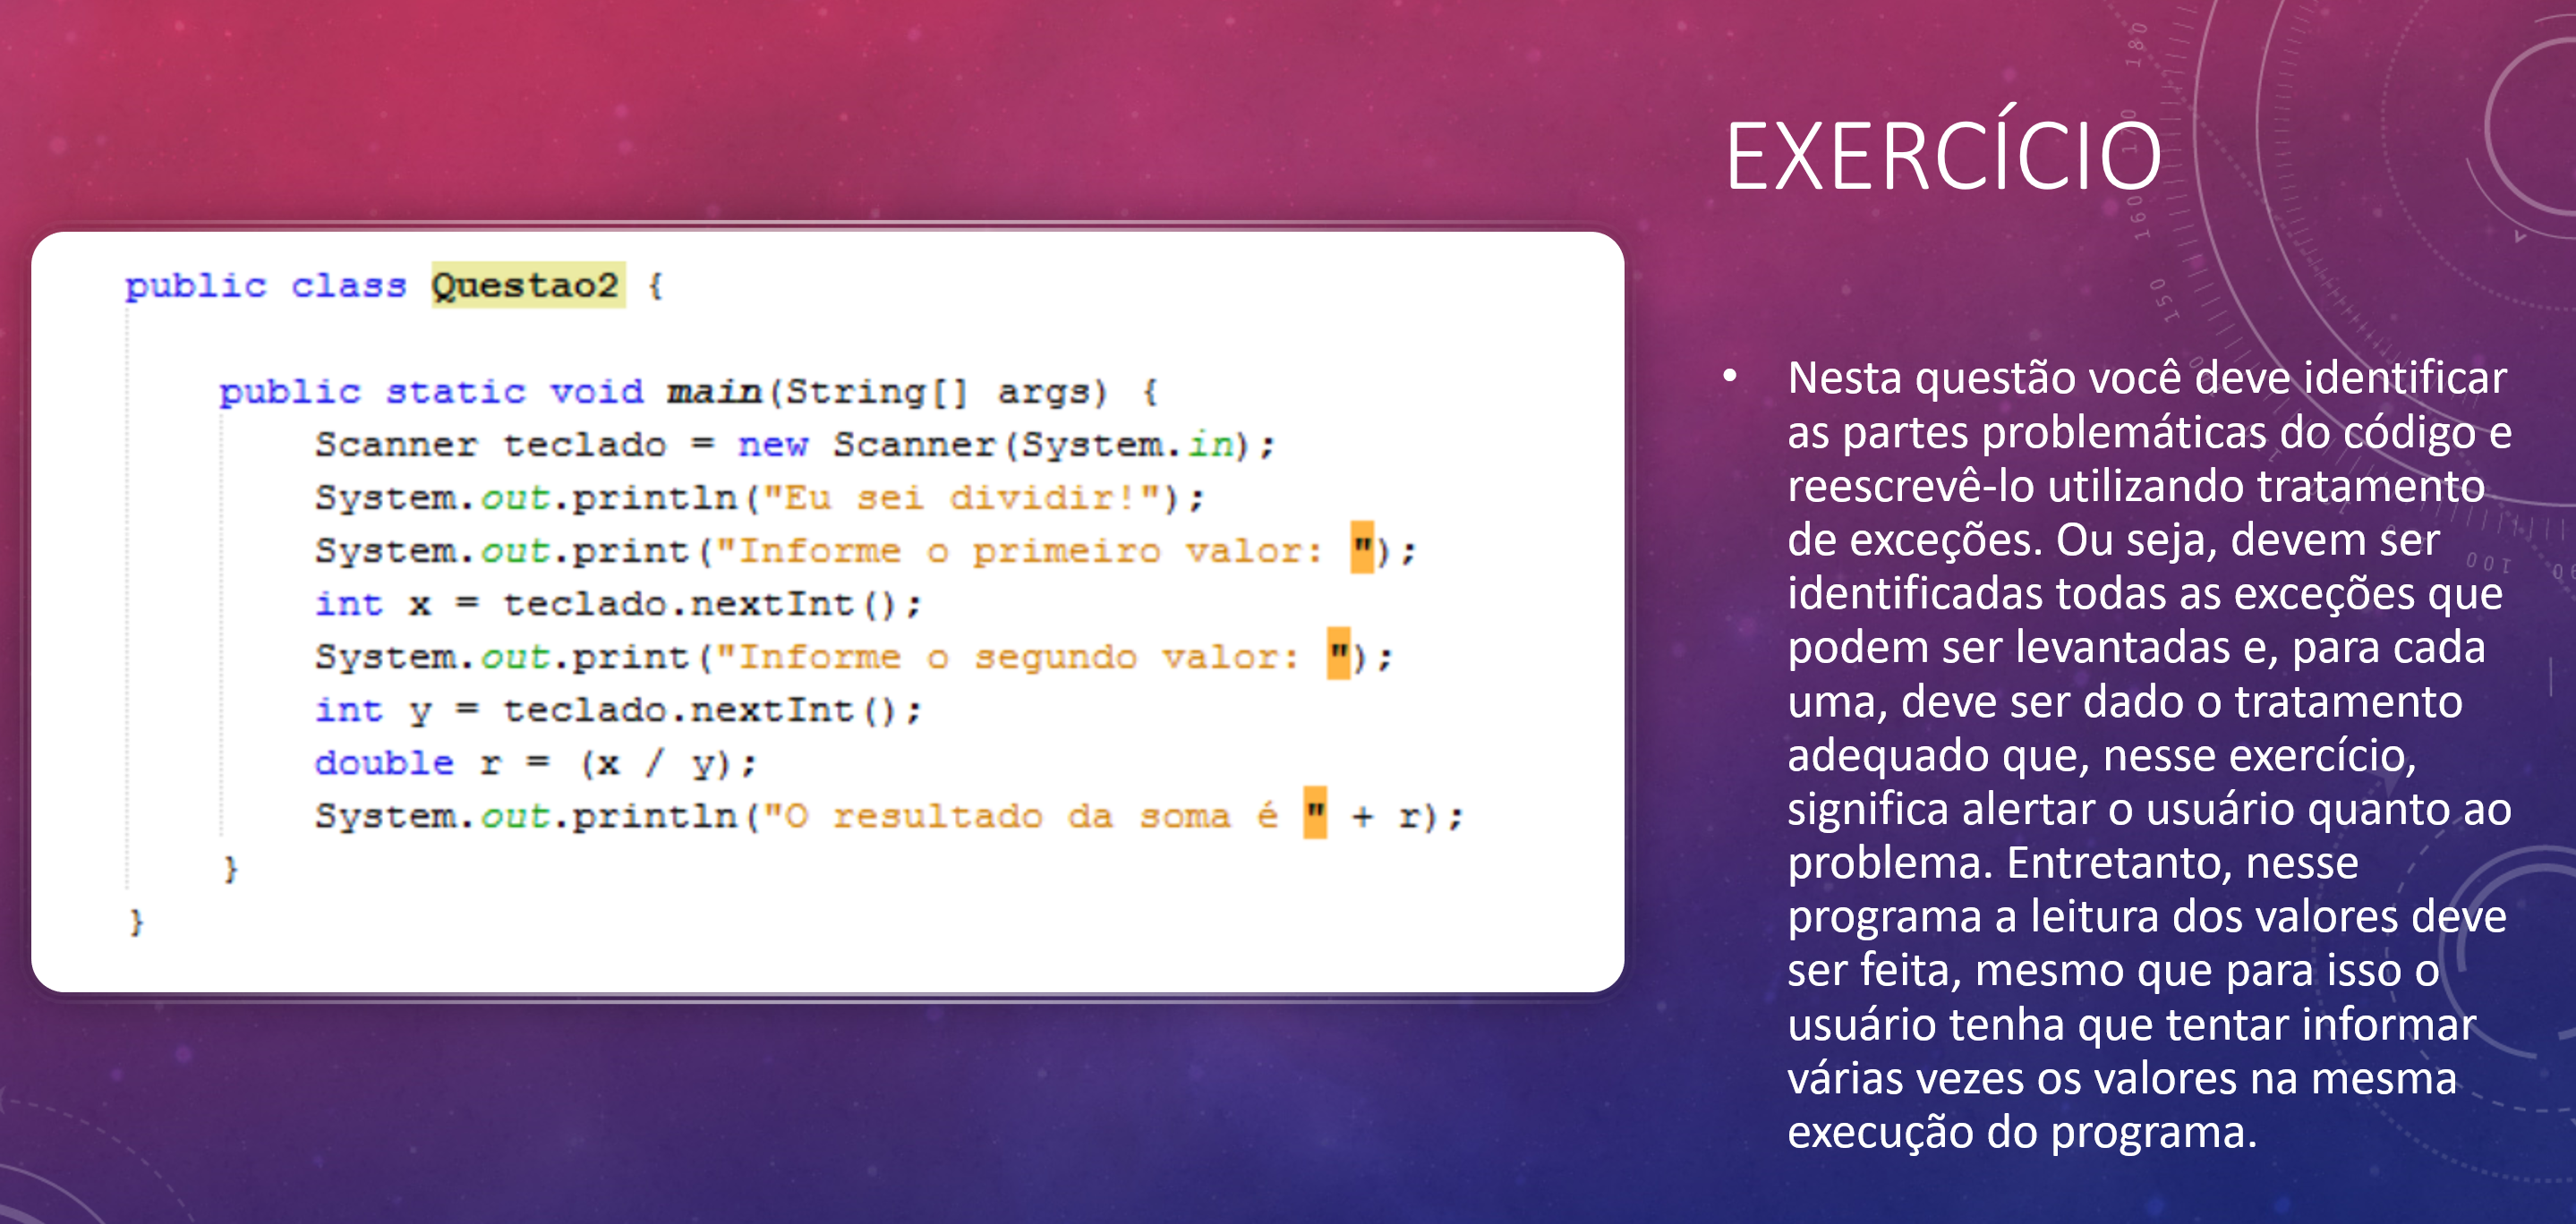 EXERCÍCIO
public class Questao2 {
public static void main(String[] args) {
Scanner teclado = new Scanner(System.in);
System.out.println("Eu sei dividir!");
System.out.print("Informe o primeiro valor: ");
int x = teclado.nextInt();
System.out.print("Informe o segundo valor: ");
int y = teclado.nextInt();
double r = (x / y);
System.out.println("O resultado da soma é " + r);
}
}
• Nesta questão você deve identificar
as partes problemáticas do código e
reescrevê-lo utilizando tratamento
de exceções. Ou seja, devem ser
identificadas todas as exceções que
podem ser levantadas e, para cada
uma, deve ser dado o tratamento
adequado que, nesse exercício,
significa alertar o usuário quanto ao
problema. Entretanto, nesse
programa a leitura dos valores deve
ser feita, mesmo que para isso o
usuário tenha que tentar informar
várias vezes os valores na mesma
execução do programa.
180
170
160
150
100